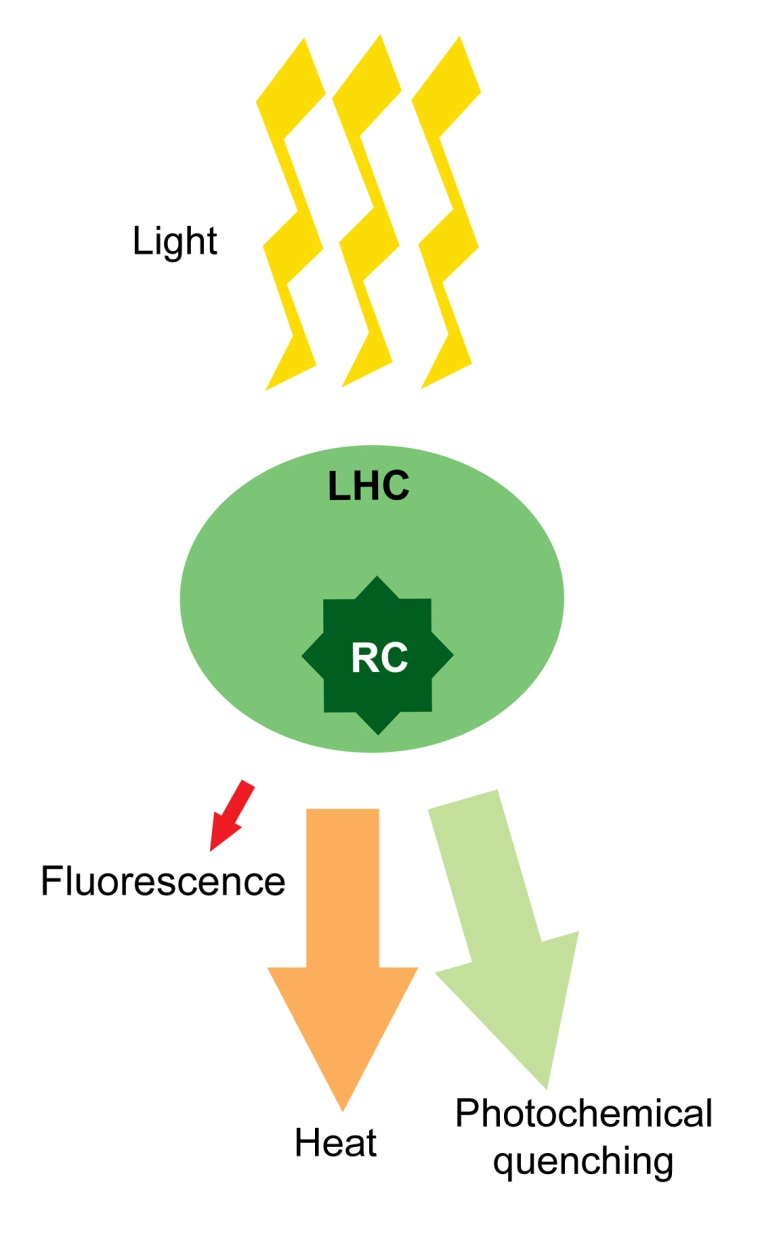 Light
LHC
RC
Fluorescence
Heat
Photochemical
quenching